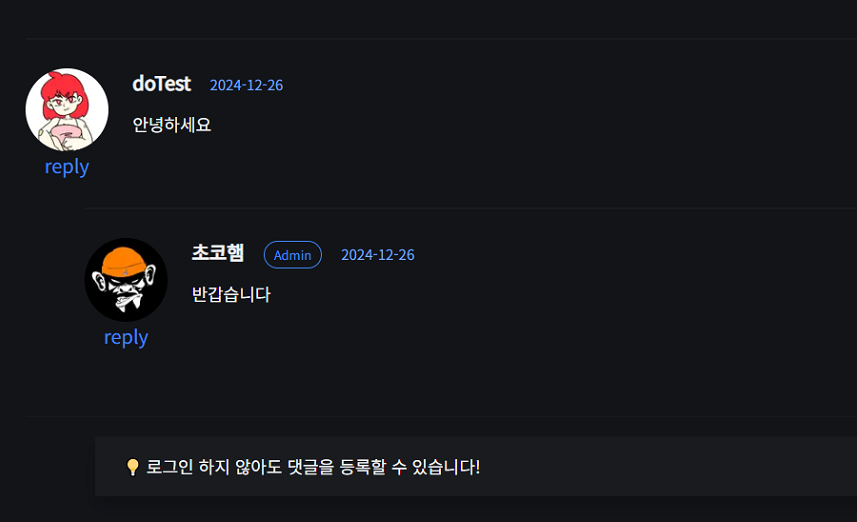 doTest 2024-12-26
안녕하세요
reply
초코햄 Admin 2024-12-26
반갑습니다
reply
로그인 하지 않아도 댓글을 등록할 수 있습니다!